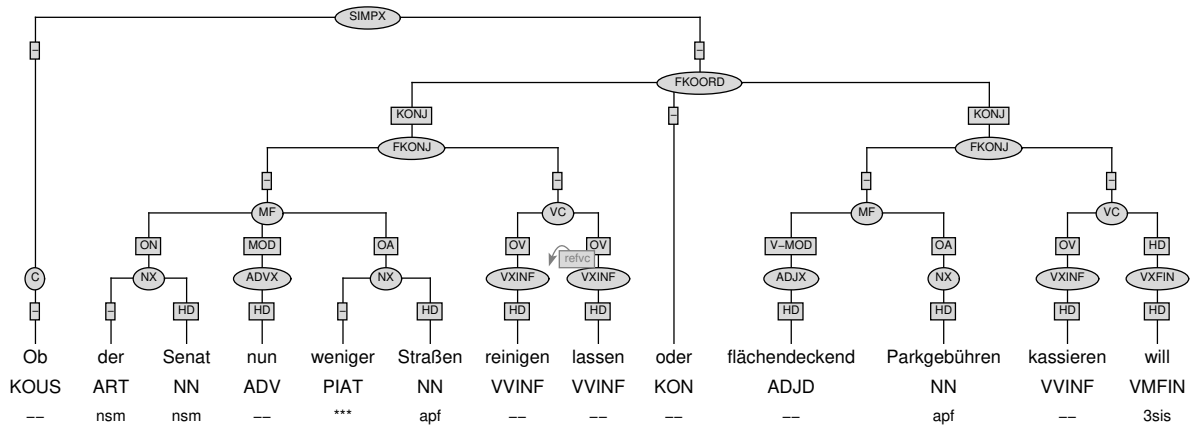 SIMPX
– –
FKOORD
KONJ – KONJ
FKONJ FKONJ
– – – –
MF VC MF VC
ON MOD OA OV OV V–MOD OA OV HD
refvc
C NX ADVX NX VXINF VXINF ADJX NX VXINF VXFIN
– – HD HD – HD HD HD HD HD HD HD
Ob der Senat nun weniger Straßen reinigen lassen oder flächendeckend Parkgebühren kassieren will
KOUS ART NN ADV PIAT NN VVINF VVINF KON ADJD NN VVINF VMFIN
–– nsm nsm –– *** apf –– –– –– –– apf –– 3sis